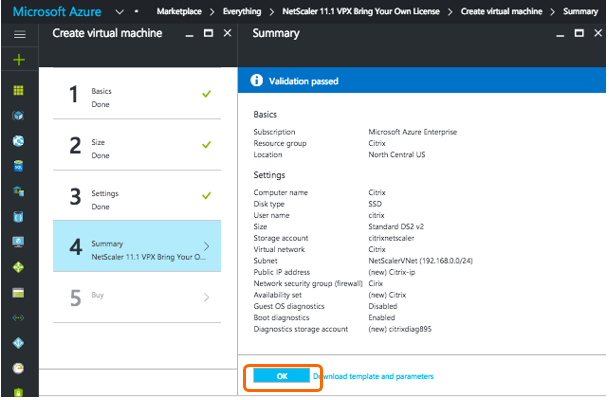 Microsoft Azure Marketplace > Everything > NetScaler 11.1 VPX Bring Your Own License > Create virtual machine > Summary
Create virtual machine
Summary
Validation passed
1 Basics
Done
2 Size
Done
3 Settings
Done
4 Summary
NetScaler 11.1 VPX Bring Your O...
5 Buy
Basics
Subscription Microsoft Azure Enterprise
Resource group Citrix
Location North Central US
Settings
Computer name Citrix
Disk type SSD
User name citrix
Size Standard DS2 v2
Storage account citrixnetscaler
Virtual network Citrix
Subnet NetScalerVNet (192.168.0.0/24)
Public IP address (new) Citrix-ip
Network security group (firewall) Cirix
Availability set (new) Citrix
Guest OS diagnostics Disabled
Boot diagnostics Enabled
Diagnostics storage account (new) citrixdiag895
OK Download template and parameters